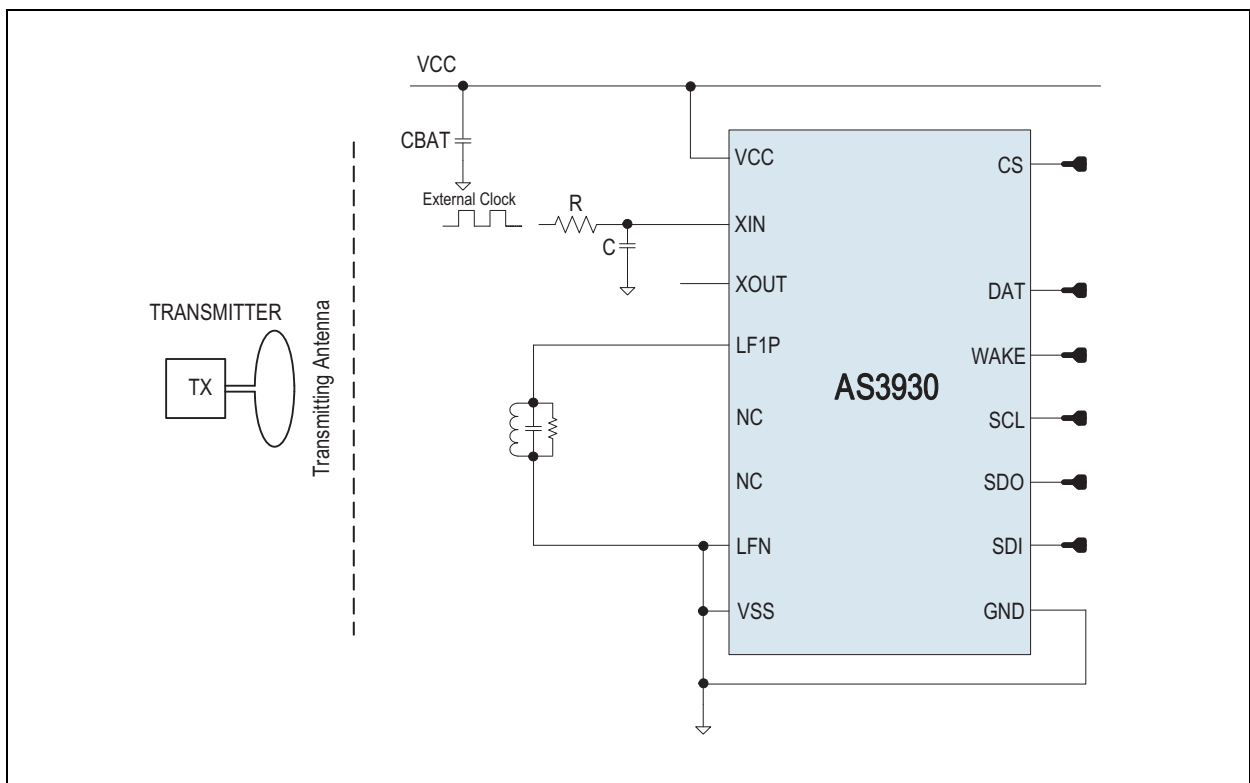 VCC
CBAT
External Clock
R
C
TRANSMITTER
TX
Transmitting Antenna
VCC
XIN
XOUT
LF1P
NC
NC
LFN
VSS
AS3930
CS
DAT
WAKE
SCL
SDO
SDI
GND